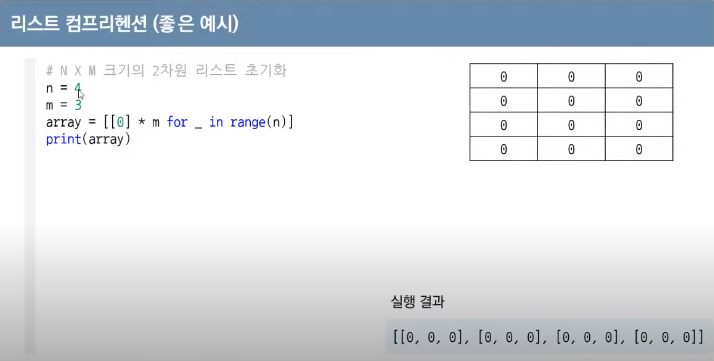 리스트 컴프리헨션 (좋은 예시)
# N X M 크기의 2차원 리스트 초기화
n = 4
m = 3
array = [[0] * m for _ in range(n)]
print(array)
0 0 0
0 0 0
0 0 0
0 0 0
실행 결과
[[0, 0, 0], [0, 0, 0], [0, 0, 0], [0, 0, 0]]